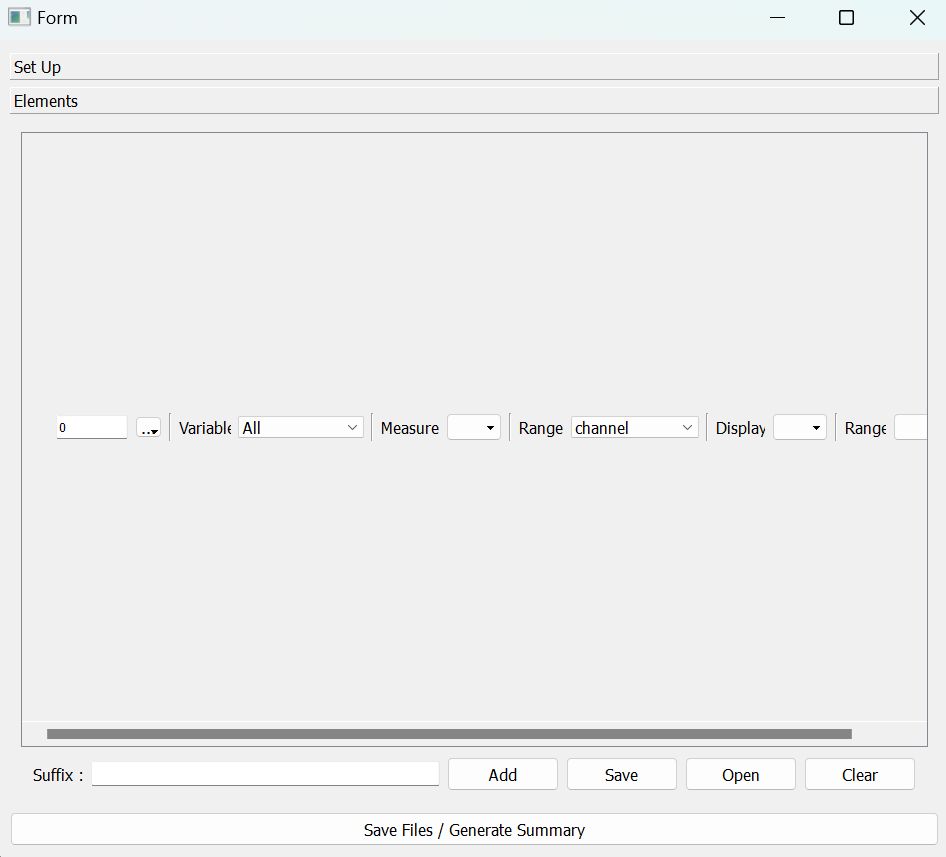 Form
Set Up
Elements
0 ... Variable All Measure Range channel Display Range
Suffix : Add Save Open Clear
Save Files / Generate Summary